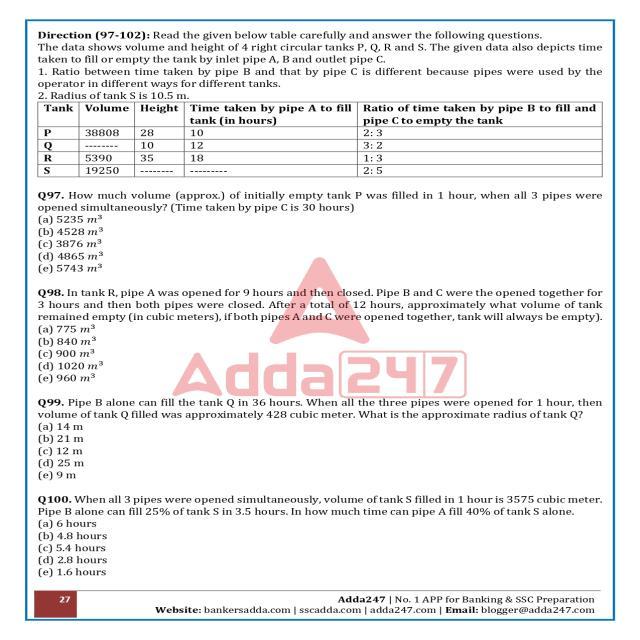 Direction (97-102): Read the given below table carefully and answer the following questions.
The data shows volume and height of 4 right circular tanks P, Q, R and S. The given data also depicts time
taken to fill or empty the tank by inlet pipe A, B and outlet pipe C.
1. Ratio between time taken by pipe B and that by pipe C is different because pipes were used by the
operator in different ways for different tanks.
2. Radius of tank S is 10.5 m.
Tank Volume Height Time taken by pipe A to fill tank (in hours) Ratio of time taken by pipe B to fill and pipe C to empty the tank
P 38808 28 10 2: 3
Q -------- 10 12 3: 2
R 5390 35 18 1: 3
S 19250 -------- --------- 2: 5
Q97. How much volume (approx.) of initially empty tank P was filled in 1 hour, when all 3 pipes were
opened simultaneously? (Time taken by pipe C is 30 hours)
(a) 5235 m³
(b) 4528 m³
(c) 3876 m³
(d) 4865 m³
(e) 5743 m³
Q98. In tank R, pipe A was opened for 9 hours and then closed. Pipe B and C were the opened together for
3 hours and then both pipes were closed. After a total of 12 hours, approximately what volume of tank
remained empty (in cubic meters), if both pipes A and C were opened together, tank will always be empty).
(a) 775 m³
(b) 840 m³
(c) 900 m³
(d) 1020 m³
(e) 960 m³
Adda247
Q99. Pipe B alone can fill the tank Q in 36 hours. When all the three pipes were opened for 1 hour, then
volume of tank Q filled was approximately 428 cubic meter. What is the approximate radius of tank Q?
(a) 14 m
(b) 21 m
(c) 12 m
(d) 25 m
(e) 9 m
Q100. When all 3 pipes were opened simultaneously, volume of tank S filled in 1 hour is 3575 cubic meter.
Pipe B alone can fill 25% of tank S in 3.5 hours. In how much time can pipe A fill 40% of tank S alone.
(a) 6 hours
(b) 4.8 hours
(c) 5.4 hours
(d) 2.8 hours
(e) 1.6 hours
27
Adda247 | No. 1 APP for Banking & SSC Preparation
Website: bankersadda.com | sscadda.com | adda247.com | Email: blogger@adda247.com